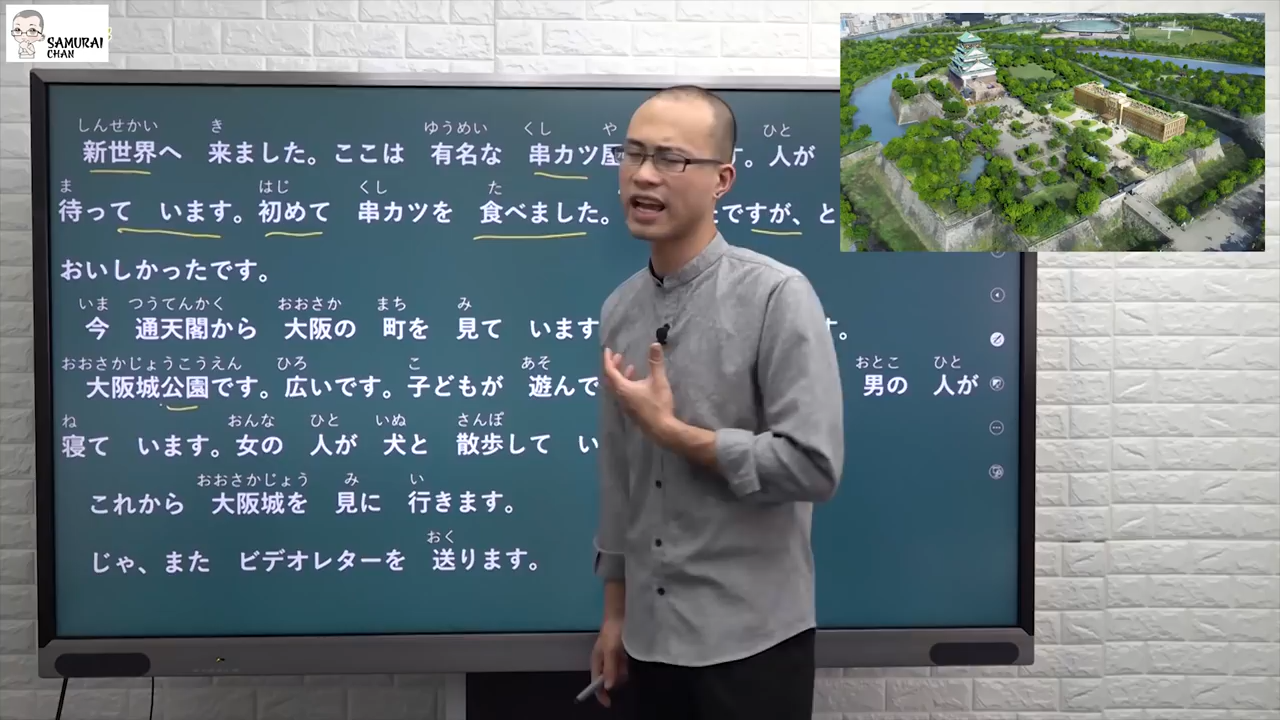 SAMURAI
CHAN
しんせかい き ゆうめい くし や ひと
新世界へ 来ました。ここは 有名な 串カツ屋 す。人が
ま はじ くし た
待って います。初めて 串カツを 食べました。 たですが、と
おいしかったです。
いま つうてんかく おおさか まち み
今 通天閣から 大阪の 町を 見て います す。
おおさかじょうこうえん ひろ こ あそ おとこ ひと
大阪城公園です。広いです。子どもが 遊んで 男の 人が
ね おんな ひと いぬ さんぽ
寝て います。女の 人が 犬と 散歩して い
おおさかじょう み い
これから 大阪城を 見に 行きます。
おく
じゃ、また ビデオレターを 送ります。